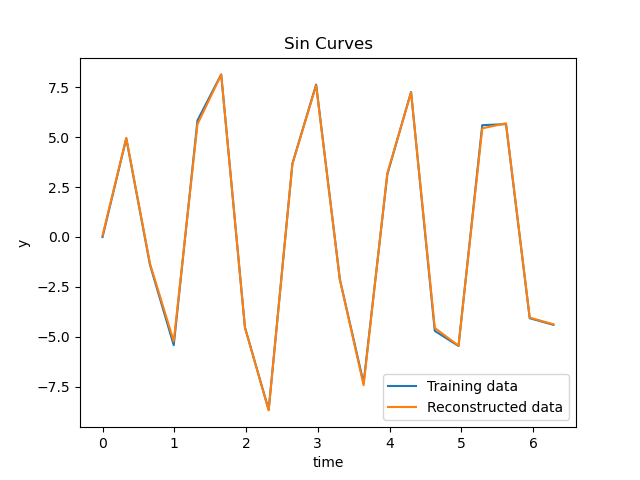 Sin Curves
7.5
5.0
2.5
0.0
−2.5
−5.0
−7.5
y
0 1 2 3 4 5 6
time
Training data
Reconstructed data